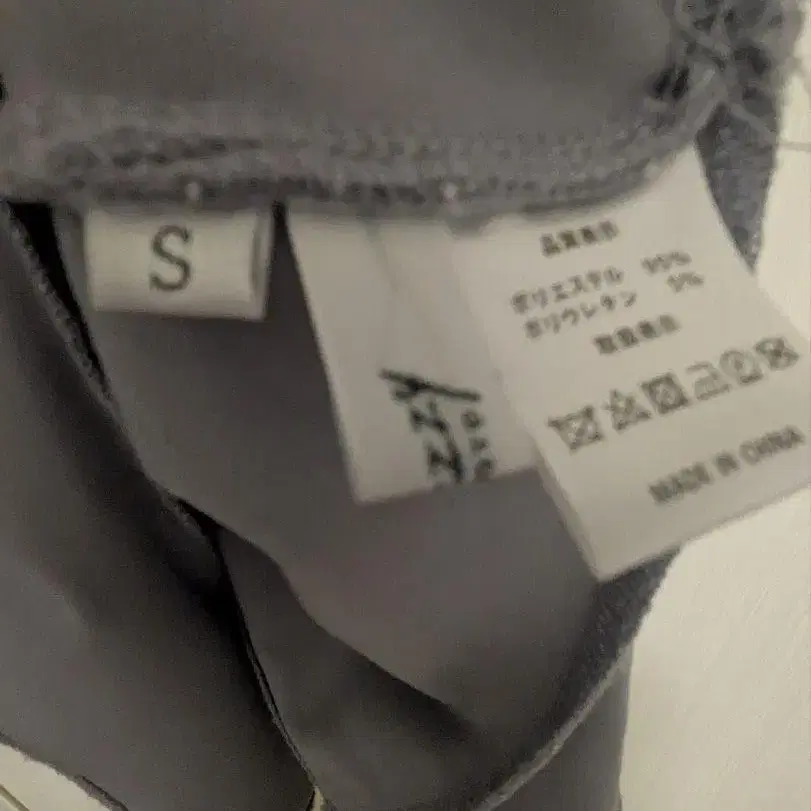 S
品質表示
ポリエステル 95%
ポリウレタン 5%
取扱表示
MADE IN CHINA